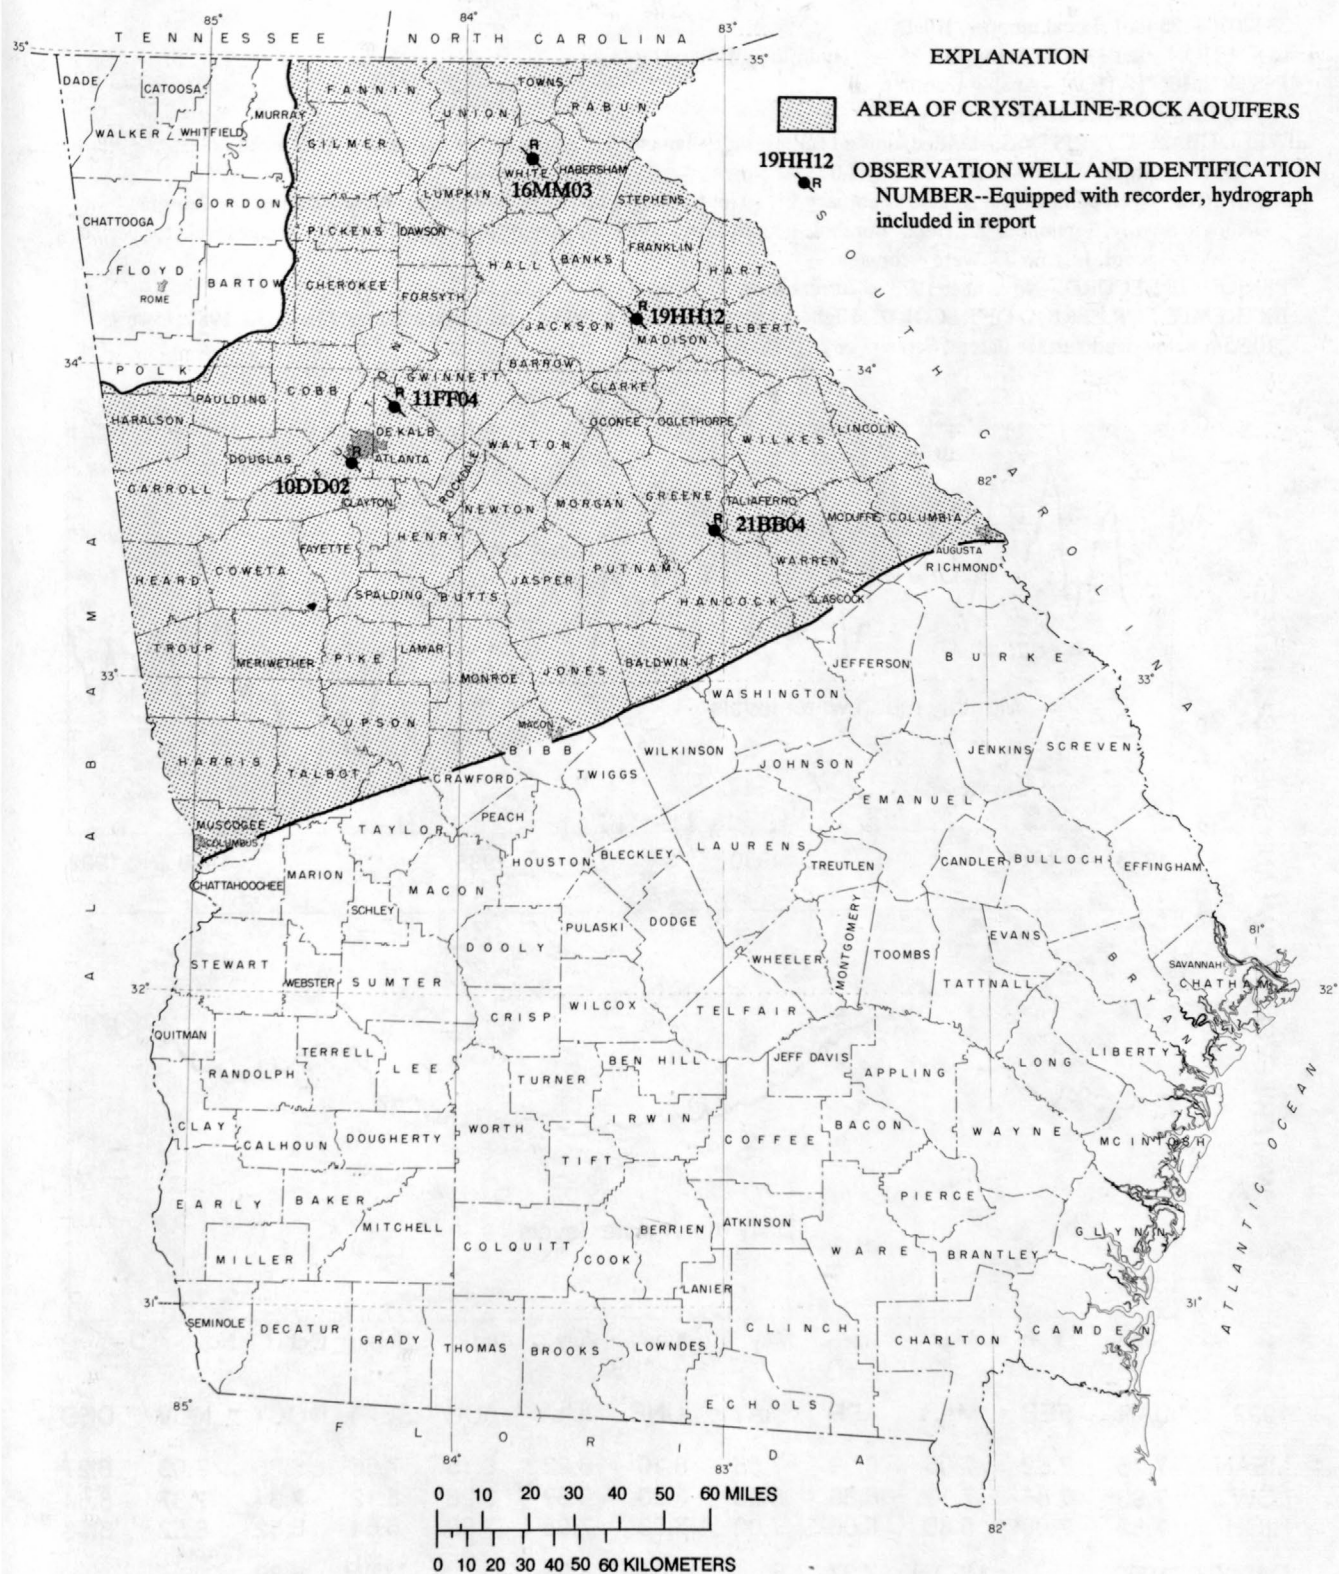 85°
84°
83°
TENNESSEE
NORTH CAROLINA
35°
35°
EXPLANATION
AREA OF CRYSTALLINE-ROCK AQUIFERS
19HH12
R
OBSERVATION WELL AND IDENTIFICATION
NUMBER--Equipped with recorder, hydrograph
included in report
DADE
CATOOSA
MURRAY
FANNIN
TOWNS
UNION
RABUN
WALKER
WHITFIELD
GILMER
R
WHITE
HABERSHAM
16MM03
LUMPKIN
STEPHENS
CHATTOOGA
GORDON
PICKENS
DAWSON
FRANKLIN
HALL
BANKS
HART
FLOYD
ROME
BARTOW
CHEROKEE
FORSYTH
R
19HH12
JACKSON
MADISON
ELBERT
SOUTH CAROLINA
34°
34°
POLK
BARROW
GWINNETT
COBB
PAULDING
R
11FF04
CLARKE
HARALSON
DE KALB
OCONEE
OGLETHORPE
LINCOLN
WILKES
WALTON
DOUGLAS
R
ATLANTA
10DD02
CLAYTON
ROCKDALE
CARROLL
NEWTON
MORGAN
GREENE
TALIAFERRO
82°
R
21BB04
MCDUFFIE
COLUMBIA
HENRY
FAYETTE
AUGUSTA
RICHMOND
WARREN
HEARD
COWETA
JASPER
PUTNAM
SPALDING
BUTTS
HANCOCK
GLASCOCK
TROUP
MERIWETHER
PIKE
LAMAR
BALDWIN
JONES
MONROE
JEFFERSON
BURKE
33°
33°
WASHINGTON
UPSON
MACON
BIBB
WILKINSON
JENKINS
SCREVEN
HARRIS
TALBOT
CRAWFORD
TWIGGS
JOHNSON
EMANUEL
MUSCOGEE
COLUMBUS
TAYLOR
PEACH
LAURENS
HOUSTON
BLECKLEY
TREUTLEN
CANDLER
BULLOCH
EFFINGHAM
CHATTAHOOCHEE
MARION
MACON
SCHLEY
DODGE
PULASKI
MONTGOMERY
EVANS
81°
ALABAMA
DOOLY
WHEELER
TOOMBS
STEWART
WEBSTER
SUMTER
TATTNALL
BRYAN
SAVANNAH
CHATHAM
32°
32°
WILCOX
TELFAIR
CRISP
QUITMAN
TERRELL
LEE
RANDOLPH
BEN HILL
JEFF DAVIS
TURNER
APPLING
LONG
LIBERTY
CLAY
CALHOUN
DOUGHERTY
WORTH
IRWIN
COFFEE
BACON
WAYNE
MCINTOSH
TIFT
ATLANTIC OCEAN
EARLY
BAKER
MITCHELL
PIERCE
BERRIEN
ATKINSON
GLYNN
COLQUITT
COOK
WARE
BRANTLEY
MILLER
LANIER
31°
31°
SEMINOLE
DECATUR
GRADY
THOMAS
BROOKS
LOWNDES
CLINCH
CHARLTON
CAMDEN
ECHOLS
85°
FLORIDA
84°
83°
82°
0 10 20 30 40 50 60 MILES
0 10 20 30 40 50 60 KILOMETERS